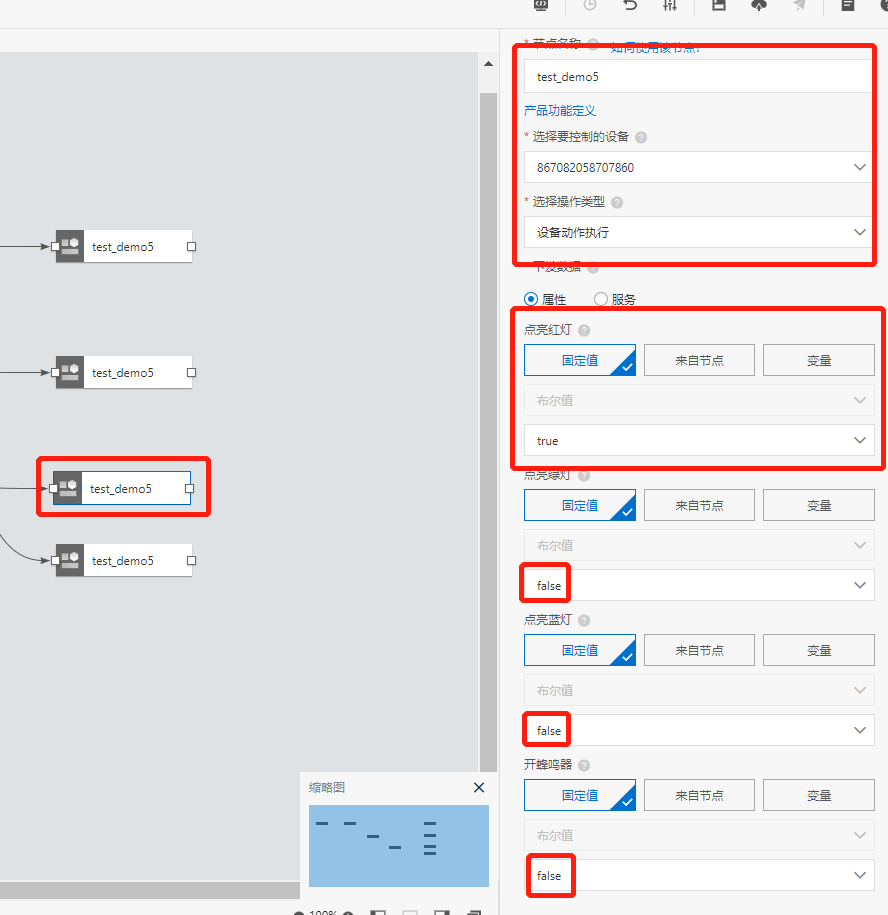 * 节点名称
如何使用该节点?
test_demo5
产品功能定义
* 选择要控制的设备
867082058707860
* 选择操作类型
设备动作执行
下发数据
属性 服务
点亮红灯
固定值 来自节点 变量
布尔值
true
点亮绿灯
固定值 来自节点 变量
布尔值
false
点亮蓝灯
固定值 来自节点 变量
布尔值
false
开蜂鸣器
固定值 来自节点 变量
布尔值
false
test_demo5
test_demo5
test_demo5
test_demo5
缩略图
100%